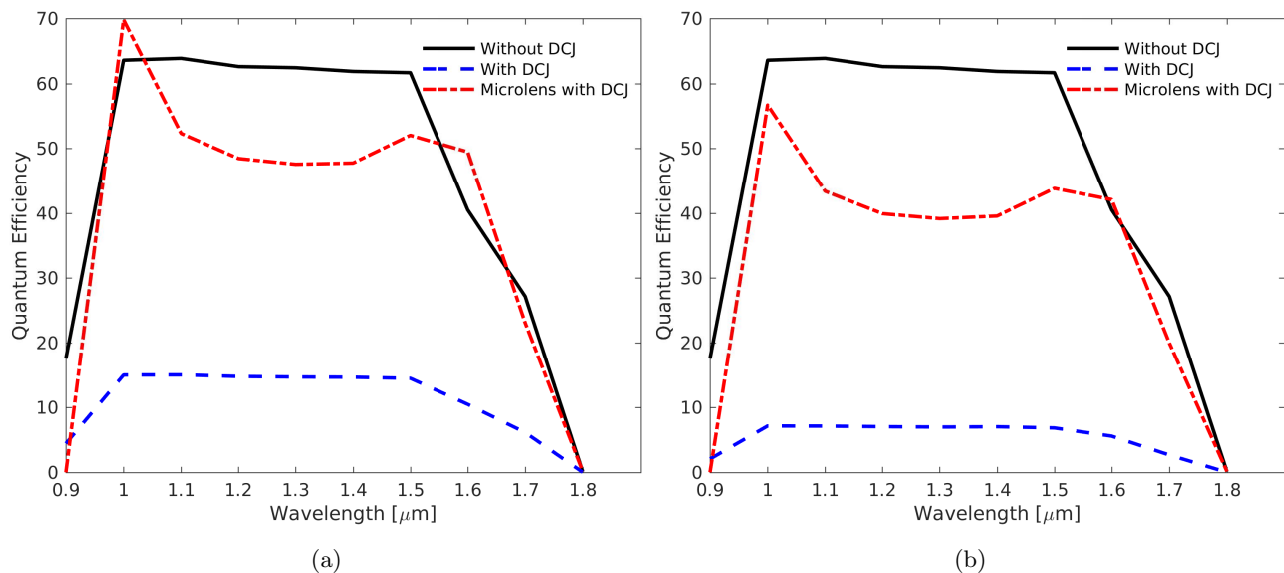 70
60
50
40
30
20
10
0
Quantum Efficiency
Without DCJ
With DCJ
Microlens with DCJ
0.9 1 1.1 1.2 1.3 1.4 1.5 1.6 1.7 1.8
Wavelength [μm]
(a)
70
60
50
40
30
20
10
0
Quantum Efficiency
Without DCJ
With DCJ
Microlens with DCJ
0.9 1 1.1 1.2 1.3 1.4 1.5 1.6 1.7 1.8
Wavelength [μm]
(b)